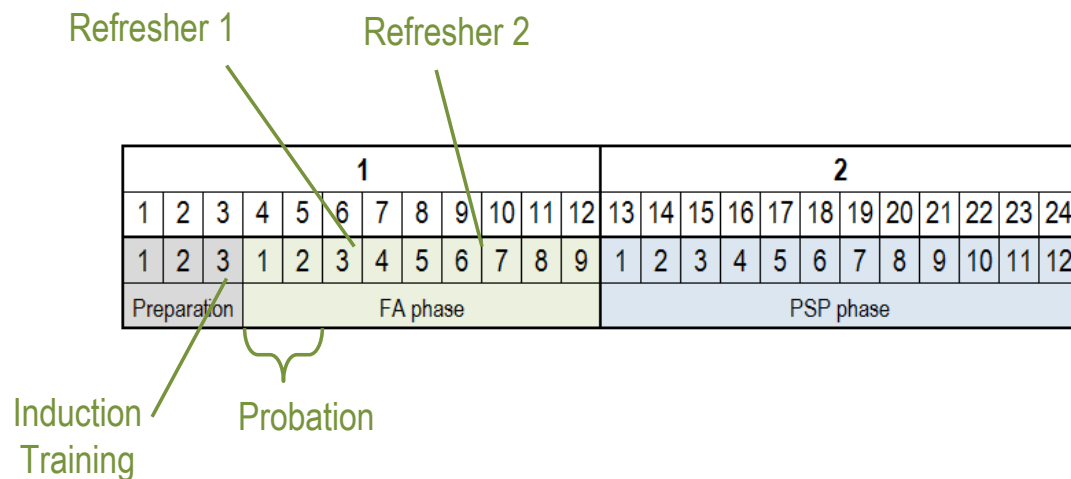 Refresher 1 Refresher 2
1 2
1 2 3 4 5 6 7 8 9 10 11 12 13 14 15 16 17 18 19 20 21 22 23 24
1 2 3 1 2 3 4 5 6 7 8 9 1 2 3 4 5 6 7 8 9 10 11 12
Preparation FA phase PSP phase
Induction Probation
Training